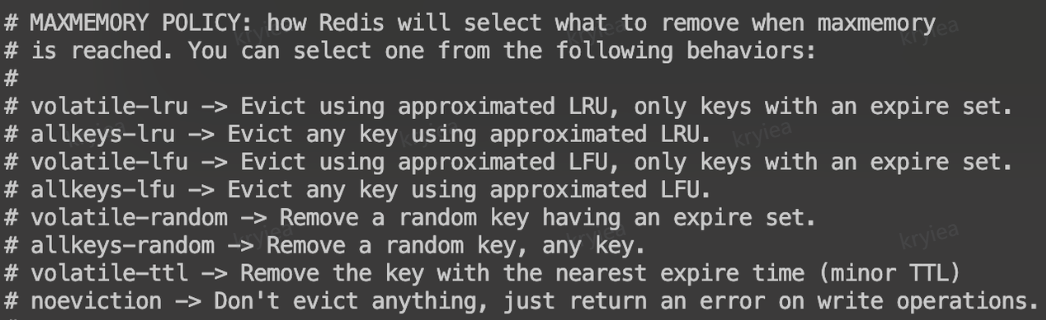 # MAXMEMORY POLICY: how Redis will select what to remove when maxmemory
# is reached. You can select one from the following behaviors:
#
# volatile-lru -> Evict using approximated LRU, only keys with an expire set.
# allkeys-lru -> Evict any key using approximated LRU.
# volatile-lfu -> Evict using approximated LFU, only keys with an expire set.
# allkeys-lfu -> Evict any key using approximated LFU.
# volatile-random -> Remove a random key having an expire set.
# allkeys-random -> Remove a random key, any key.
# volatile-ttl -> Remove the key with the nearest expire time (minor TTL)
# noeviction -> Don't evict anything, just return an error on write operations.
kryiea
kryiea
kryiea
kryiea
kryiea
kryiea
kryiea
kryiea
kryiea